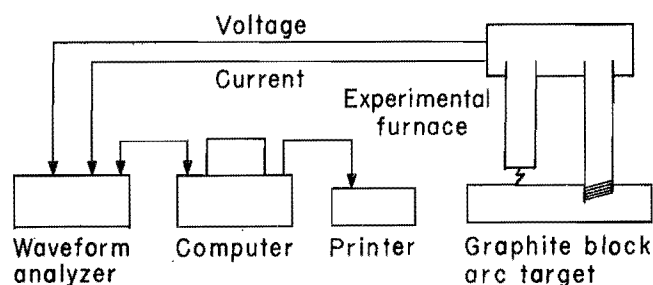 Voltage
Current
Experimental
furnace
Waveform
analyzer
Computer
Printer
Graphite block
arc target